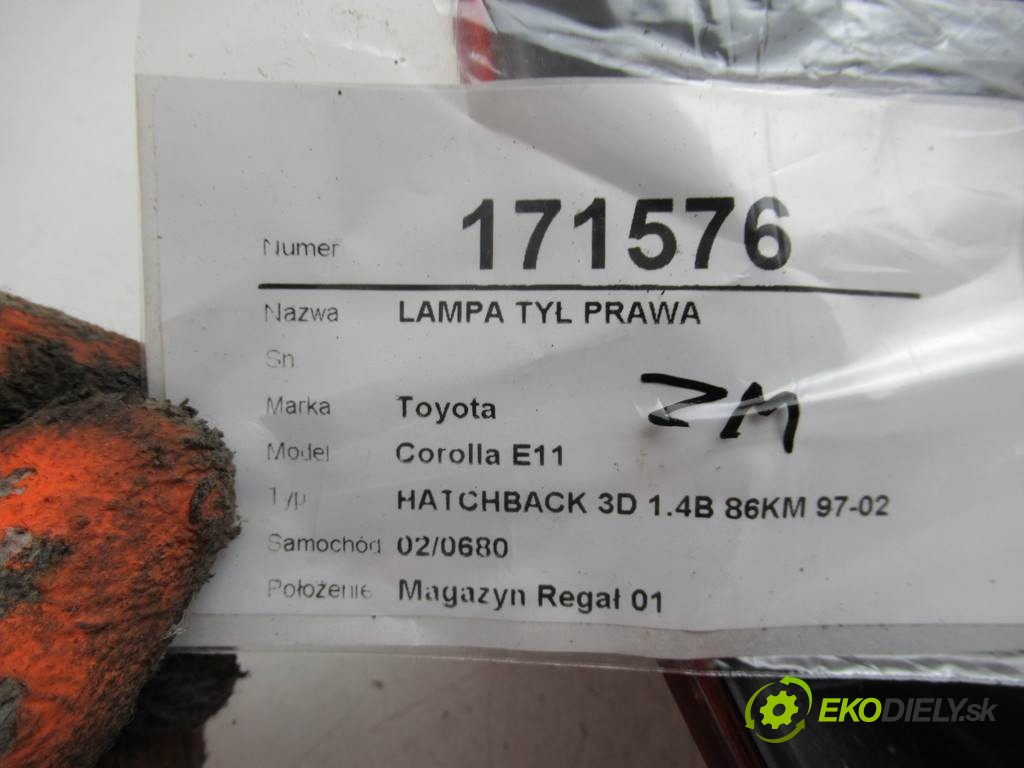 Numer 171576
Nazwa LAMPA TYŁ PRAWA
Sn
Marka Toyota
ZM
Model Corolla E11
Typ HATCHBACK 3D 1.4B 86KM 97-02
Samochód 02/0680
Położenie Magazyn Regał 01
EKODIELY.sk